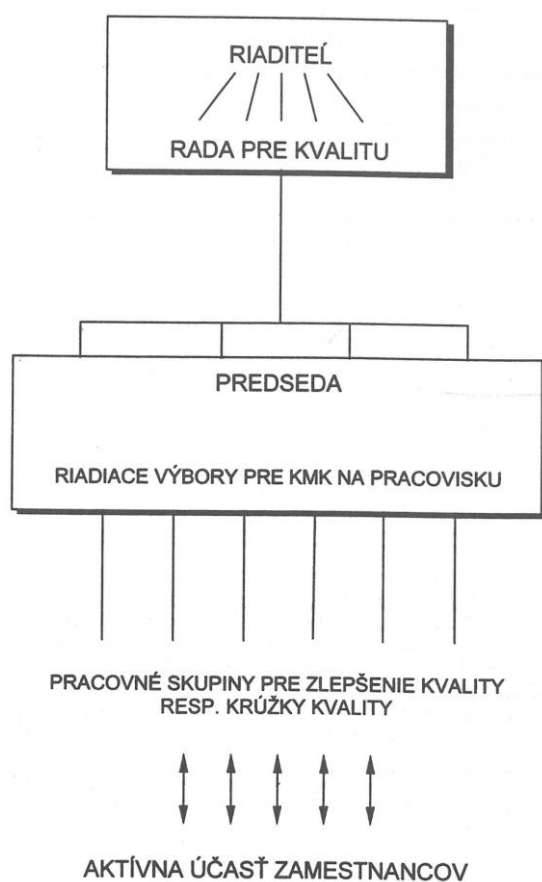 RIADITEĽ
RADA PRE KVALITU
PREDSEDA
RIADIACE VÝBORY PRE KMK NA PRACOVISKU
PRACOVNÉ SKUPINY PRE ZLEPŠENIE KVALITY
RESP. KRÚŽKY KVALITY
AKTÍVNA ÚČASŤ ZAMESTNANCOV